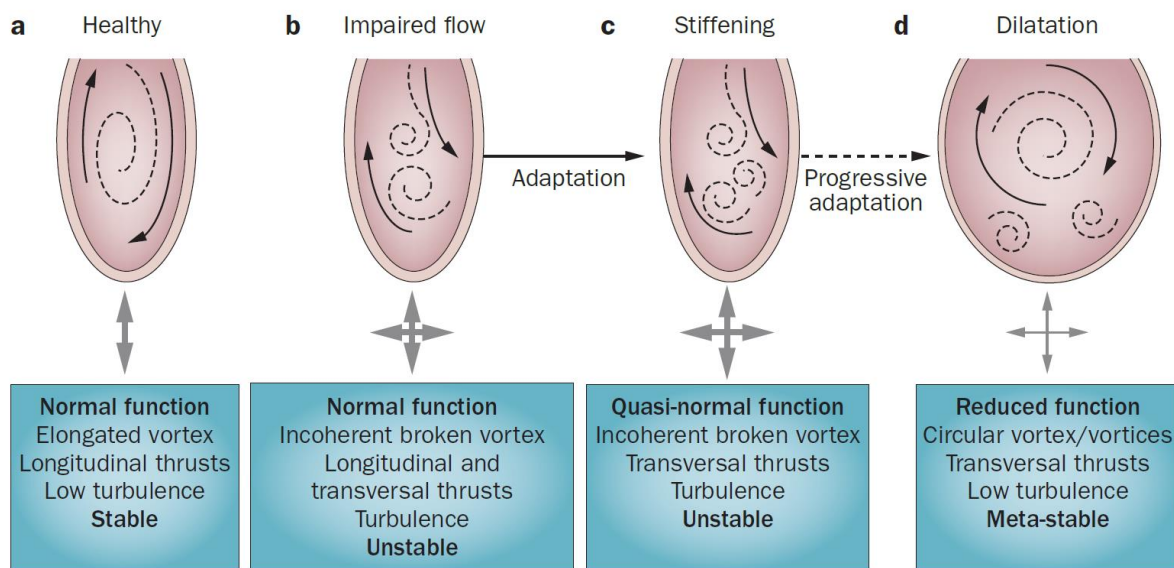 a Healthy
b Impaired flow
c Stiffening
d Dilatation
Adaptation
Progressive
adaptation
Normal function
Elongated vortex
Longitudinal thrusts
Low turbulence
Stable
Normal function
Incoherent broken vortex
Longitudinal and
transversal thrusts
Turbulence
Unstable
Quasi-normal function
Incoherent broken vortex
Transversal thrusts
Turbulence
Unstable
Reduced function
Circular vortex/vortices
Transversal thrusts
Low turbulence
Meta-stable